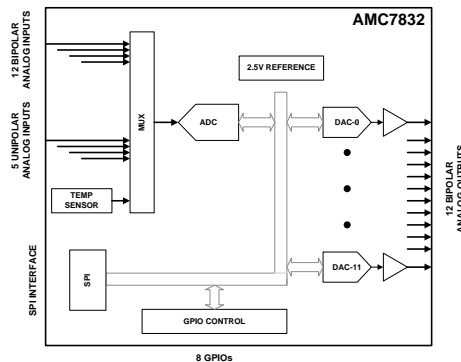 AMC7832
12 BIPOLAR
ANALOG INPUTS
2.5V REFERENCE
MUX
ADC
DAC-0
5 UNIPOLAR
ANALOG INPUTS
TEMP
SENSOR
12 BIPOLAR
ANALOG OUTPUTS
SPI INTERFACE
SPI
DAC-11
GPIO CONTROL
8 GPIOs